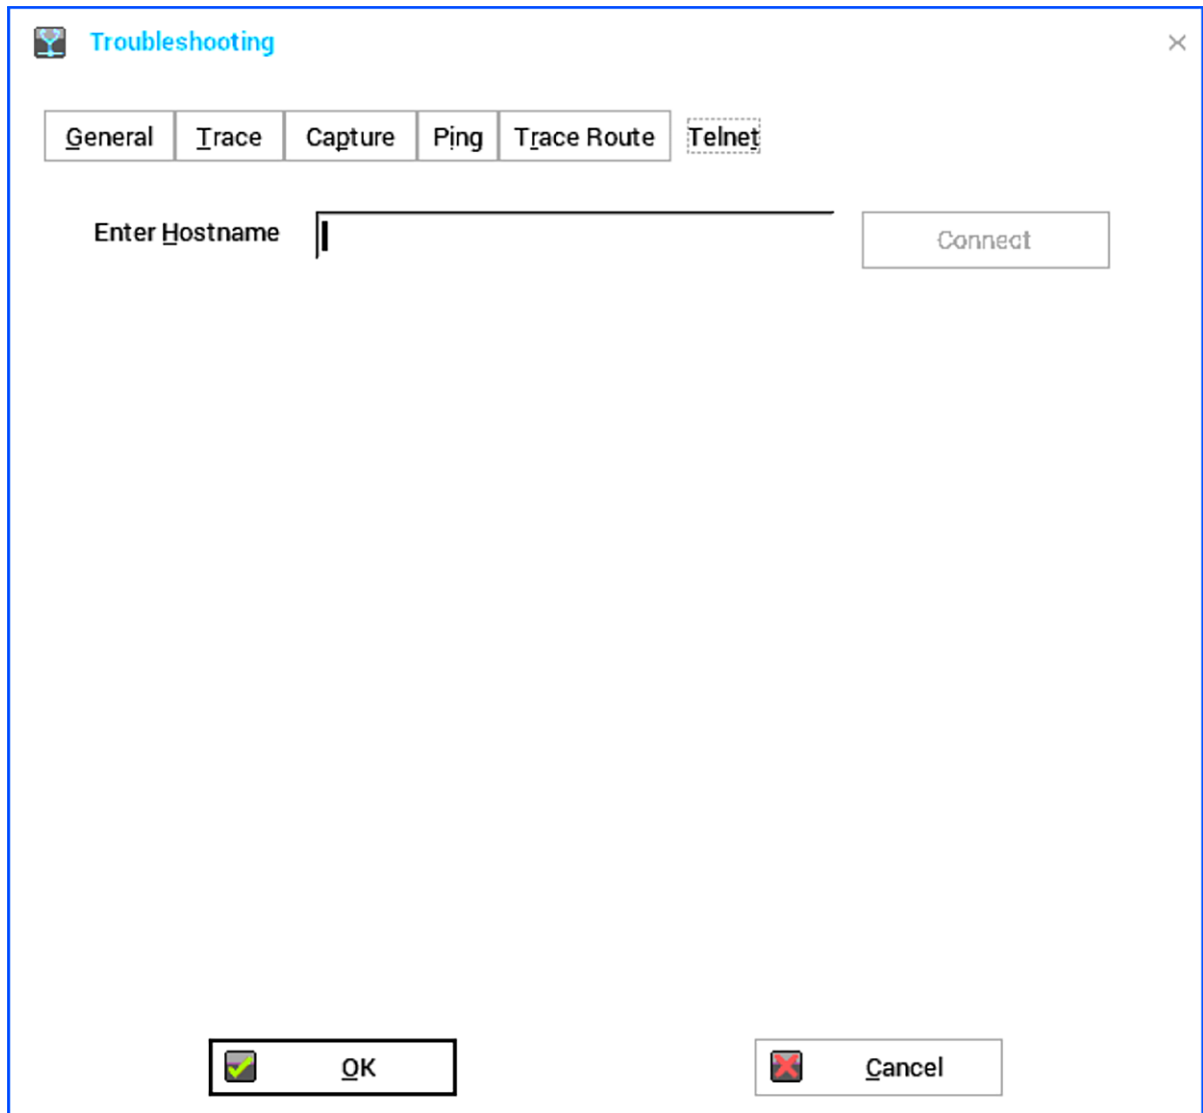 Troubleshooting
General Trace Capture Ping Trace Route Telnet
Enter Hostname Connect
OK Cancel